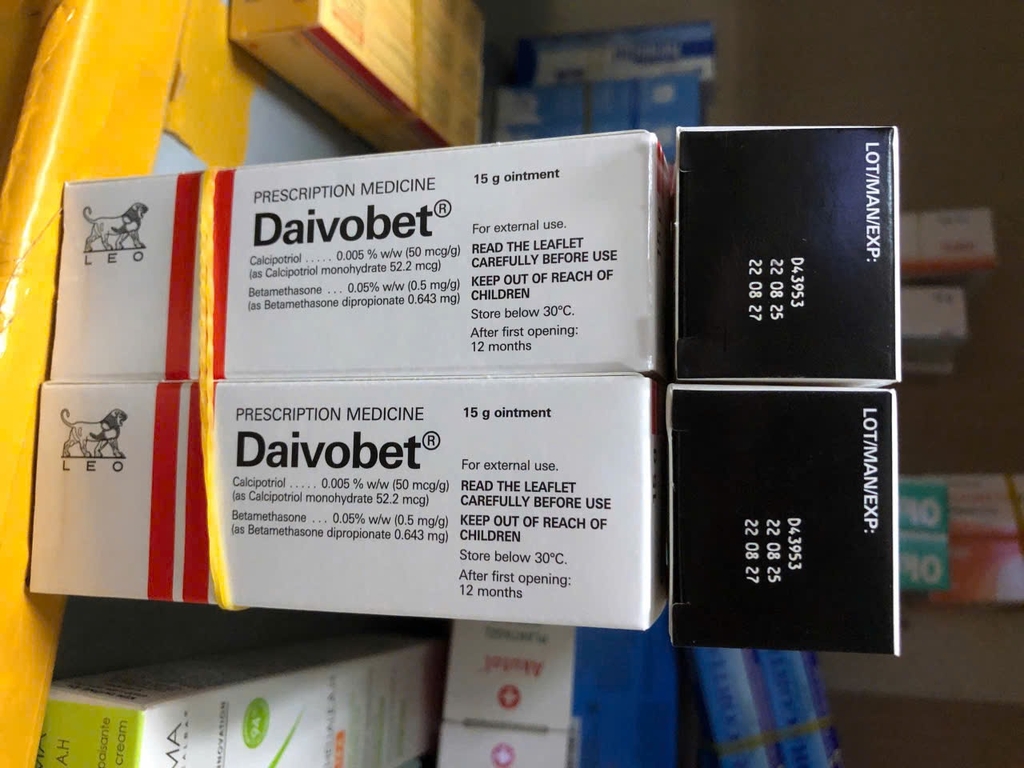 LEO
PRESCRIPTION MEDICINE
Daivobet®
Calcipotriol ..... 0.005 % w/w (50 mcg/g)
(as Calcipotriol monohydrate 52.2 mcg)
Betamethasone ... 0.05% w/w (0.5 mg/g)
(as Betamethasone dipropionate 0.643 mg)
15 g ointment
For external use.
READ THE LEAFLET
CAREFULLY BEFORE USE
KEEP OUT OF REACH OF
CHILDREN
Store below 30°C.
After first opening:
12 months
LOT/MAN/EXP:
D43953
22 08 25
22 08 27
LEO
PRESCRIPTION MEDICINE
Daivobet®
Calcipotriol ..... 0.005 % w/w (50 mcg/g)
(as Calcipotriol monohydrate 52.2 mcg)
Betamethasone ... 0.05% w/w (0.5 mg/g)
(as Betamethasone dipropionate 0.643 mg)
15 g ointment
For external use.
READ THE LEAFLET
CAREFULLY BEFORE USE
KEEP OUT OF REACH OF
CHILDREN
Store below 30°C.
After first opening:
12 months
LOT/MAN/EXP:
D43953
22 08 25
22 08 27
A.H
cream